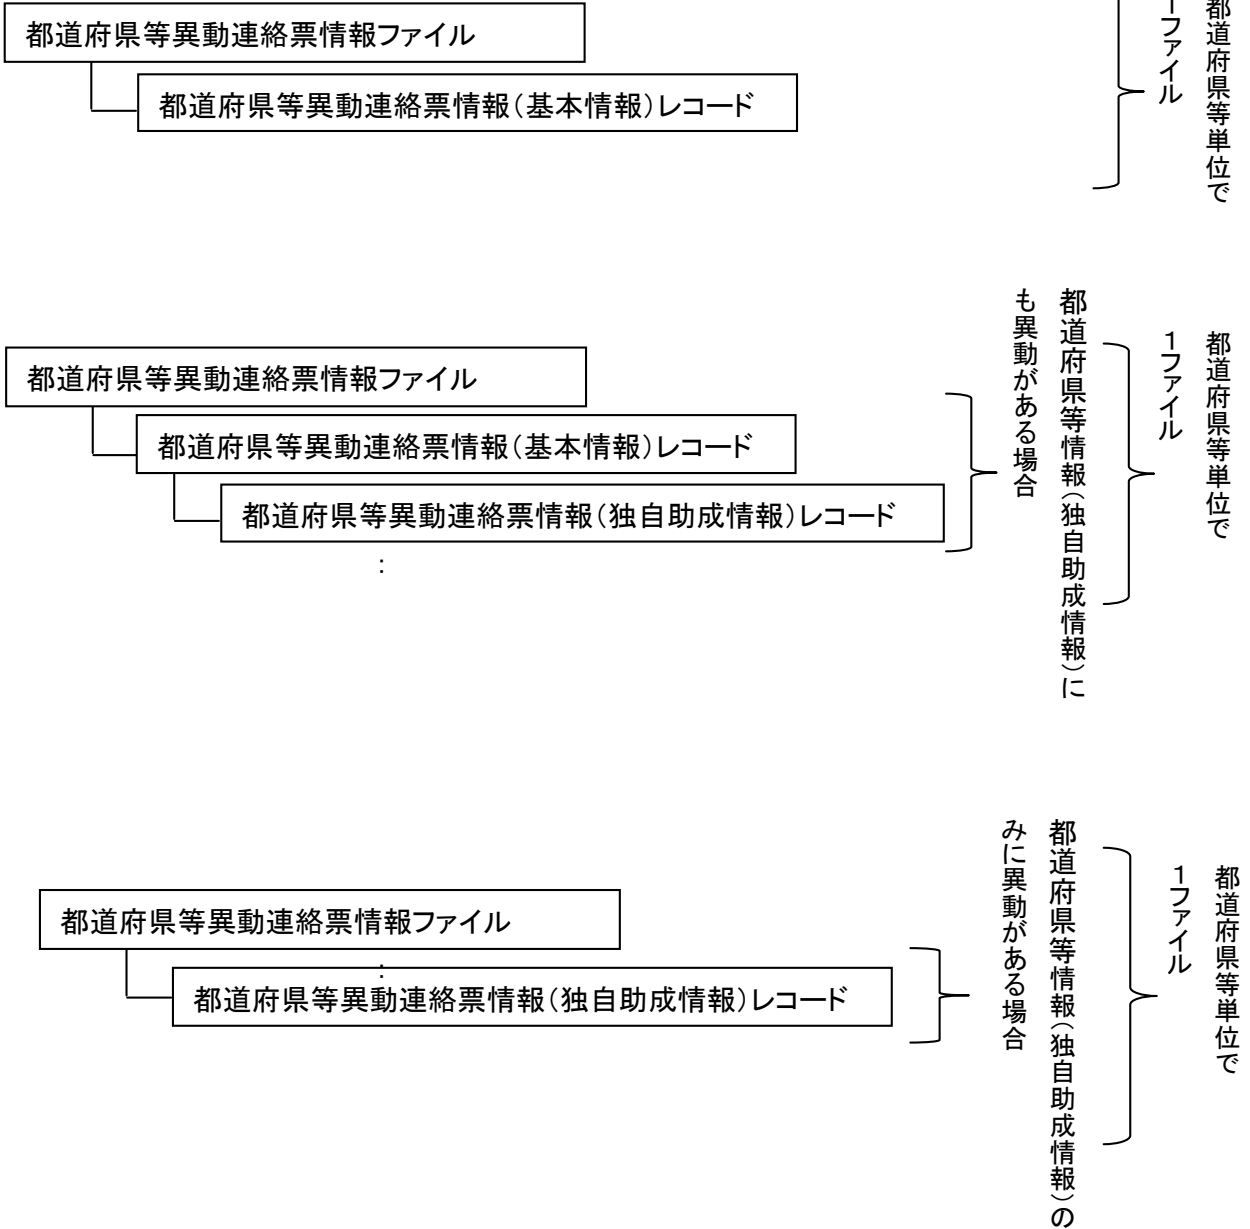 都道府県等異動連絡票情報ファイル
都道府県等異動連絡票情報（基本情報）レコード
都道府県等単位で
1ファイル
都道府県等異動連絡票情報ファイル
都道府県等異動連絡票情報（基本情報）レコード
都道府県等異動連絡票情報（独自助成情報）レコード
:
都道府県等情報（独自助成情報）に
も異動がある場合
都道府県等単位で
1ファイル
都道府県等異動連絡票情報ファイル
:
都道府県等異動連絡票情報（独自助成情報）レコード
都道府県等情報（独自助成情報）の
みに異動がある場合
都道府県等単位で
1ファイル